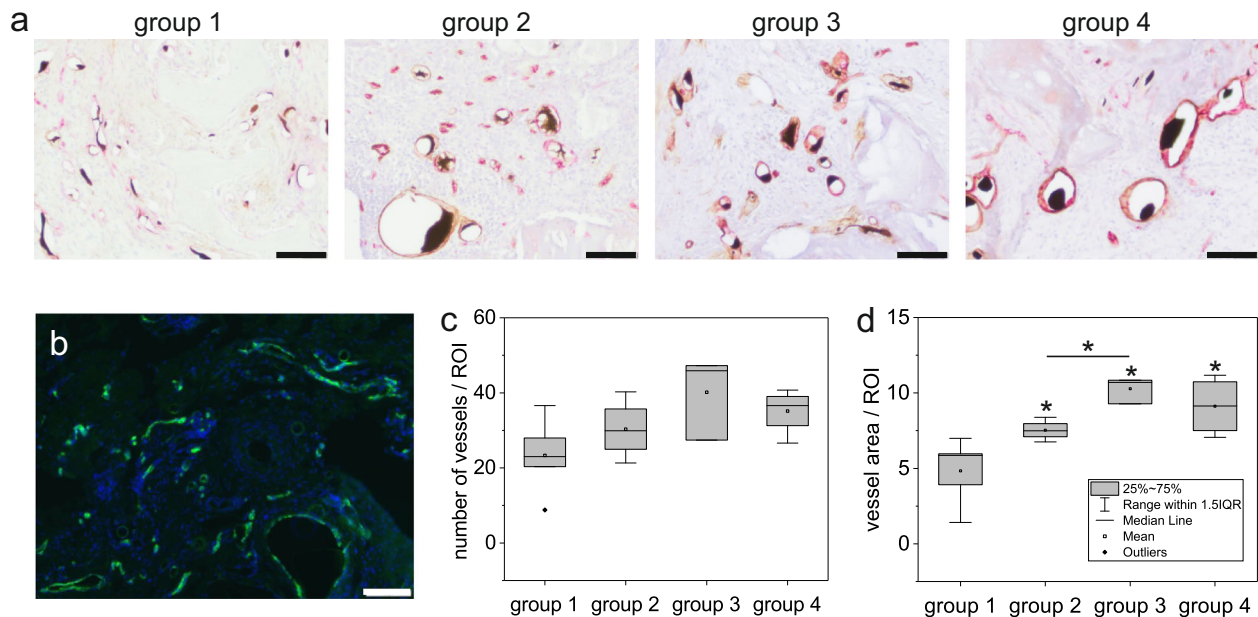 a
group 1
group 2
group 3
group 4
b
c
number of vessels / ROI
60
40
20
0
group 1
group 2
group 3
group 4
d
vessel area / ROI
15
10
5
0
*
*
*
*
25%~75%
Range within 1.5IQR
Median Line
Mean
Outliers
group 1
group 2
group 3
group 4